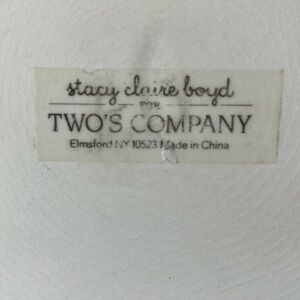 stacy claire boyd
FOR
TWO'S COMPANY
Elmsford NY 10523 Made in China